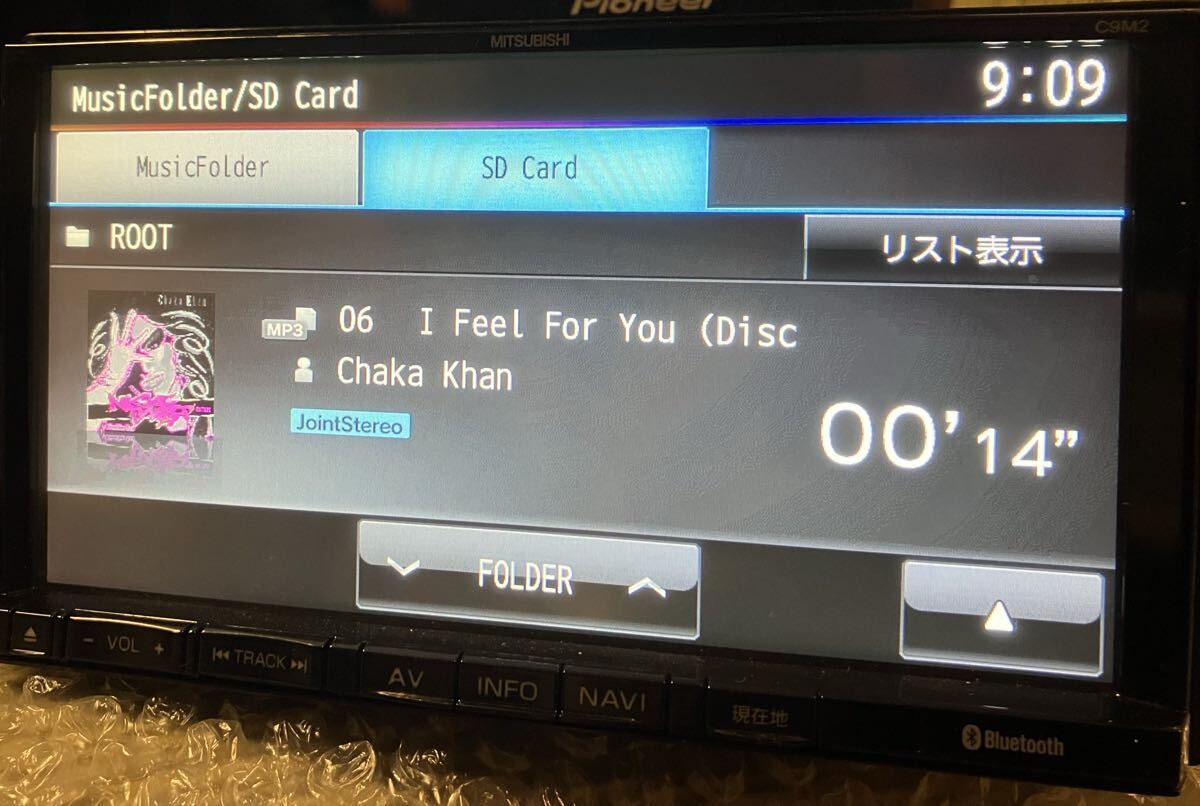 Pioneer
MITSUBISHI
C9M2
MusicFolder/SD Card
9:09
MusicFolder
SD Card
ROOT
リスト表示
Chaka Khan
MP3
06 I Feel For You (Disc
Chaka Khan
JointStereo
00'14"
FOLDER
- VOL +
TRACK
AV
INFO
NAVI
現在地
Bluetooth